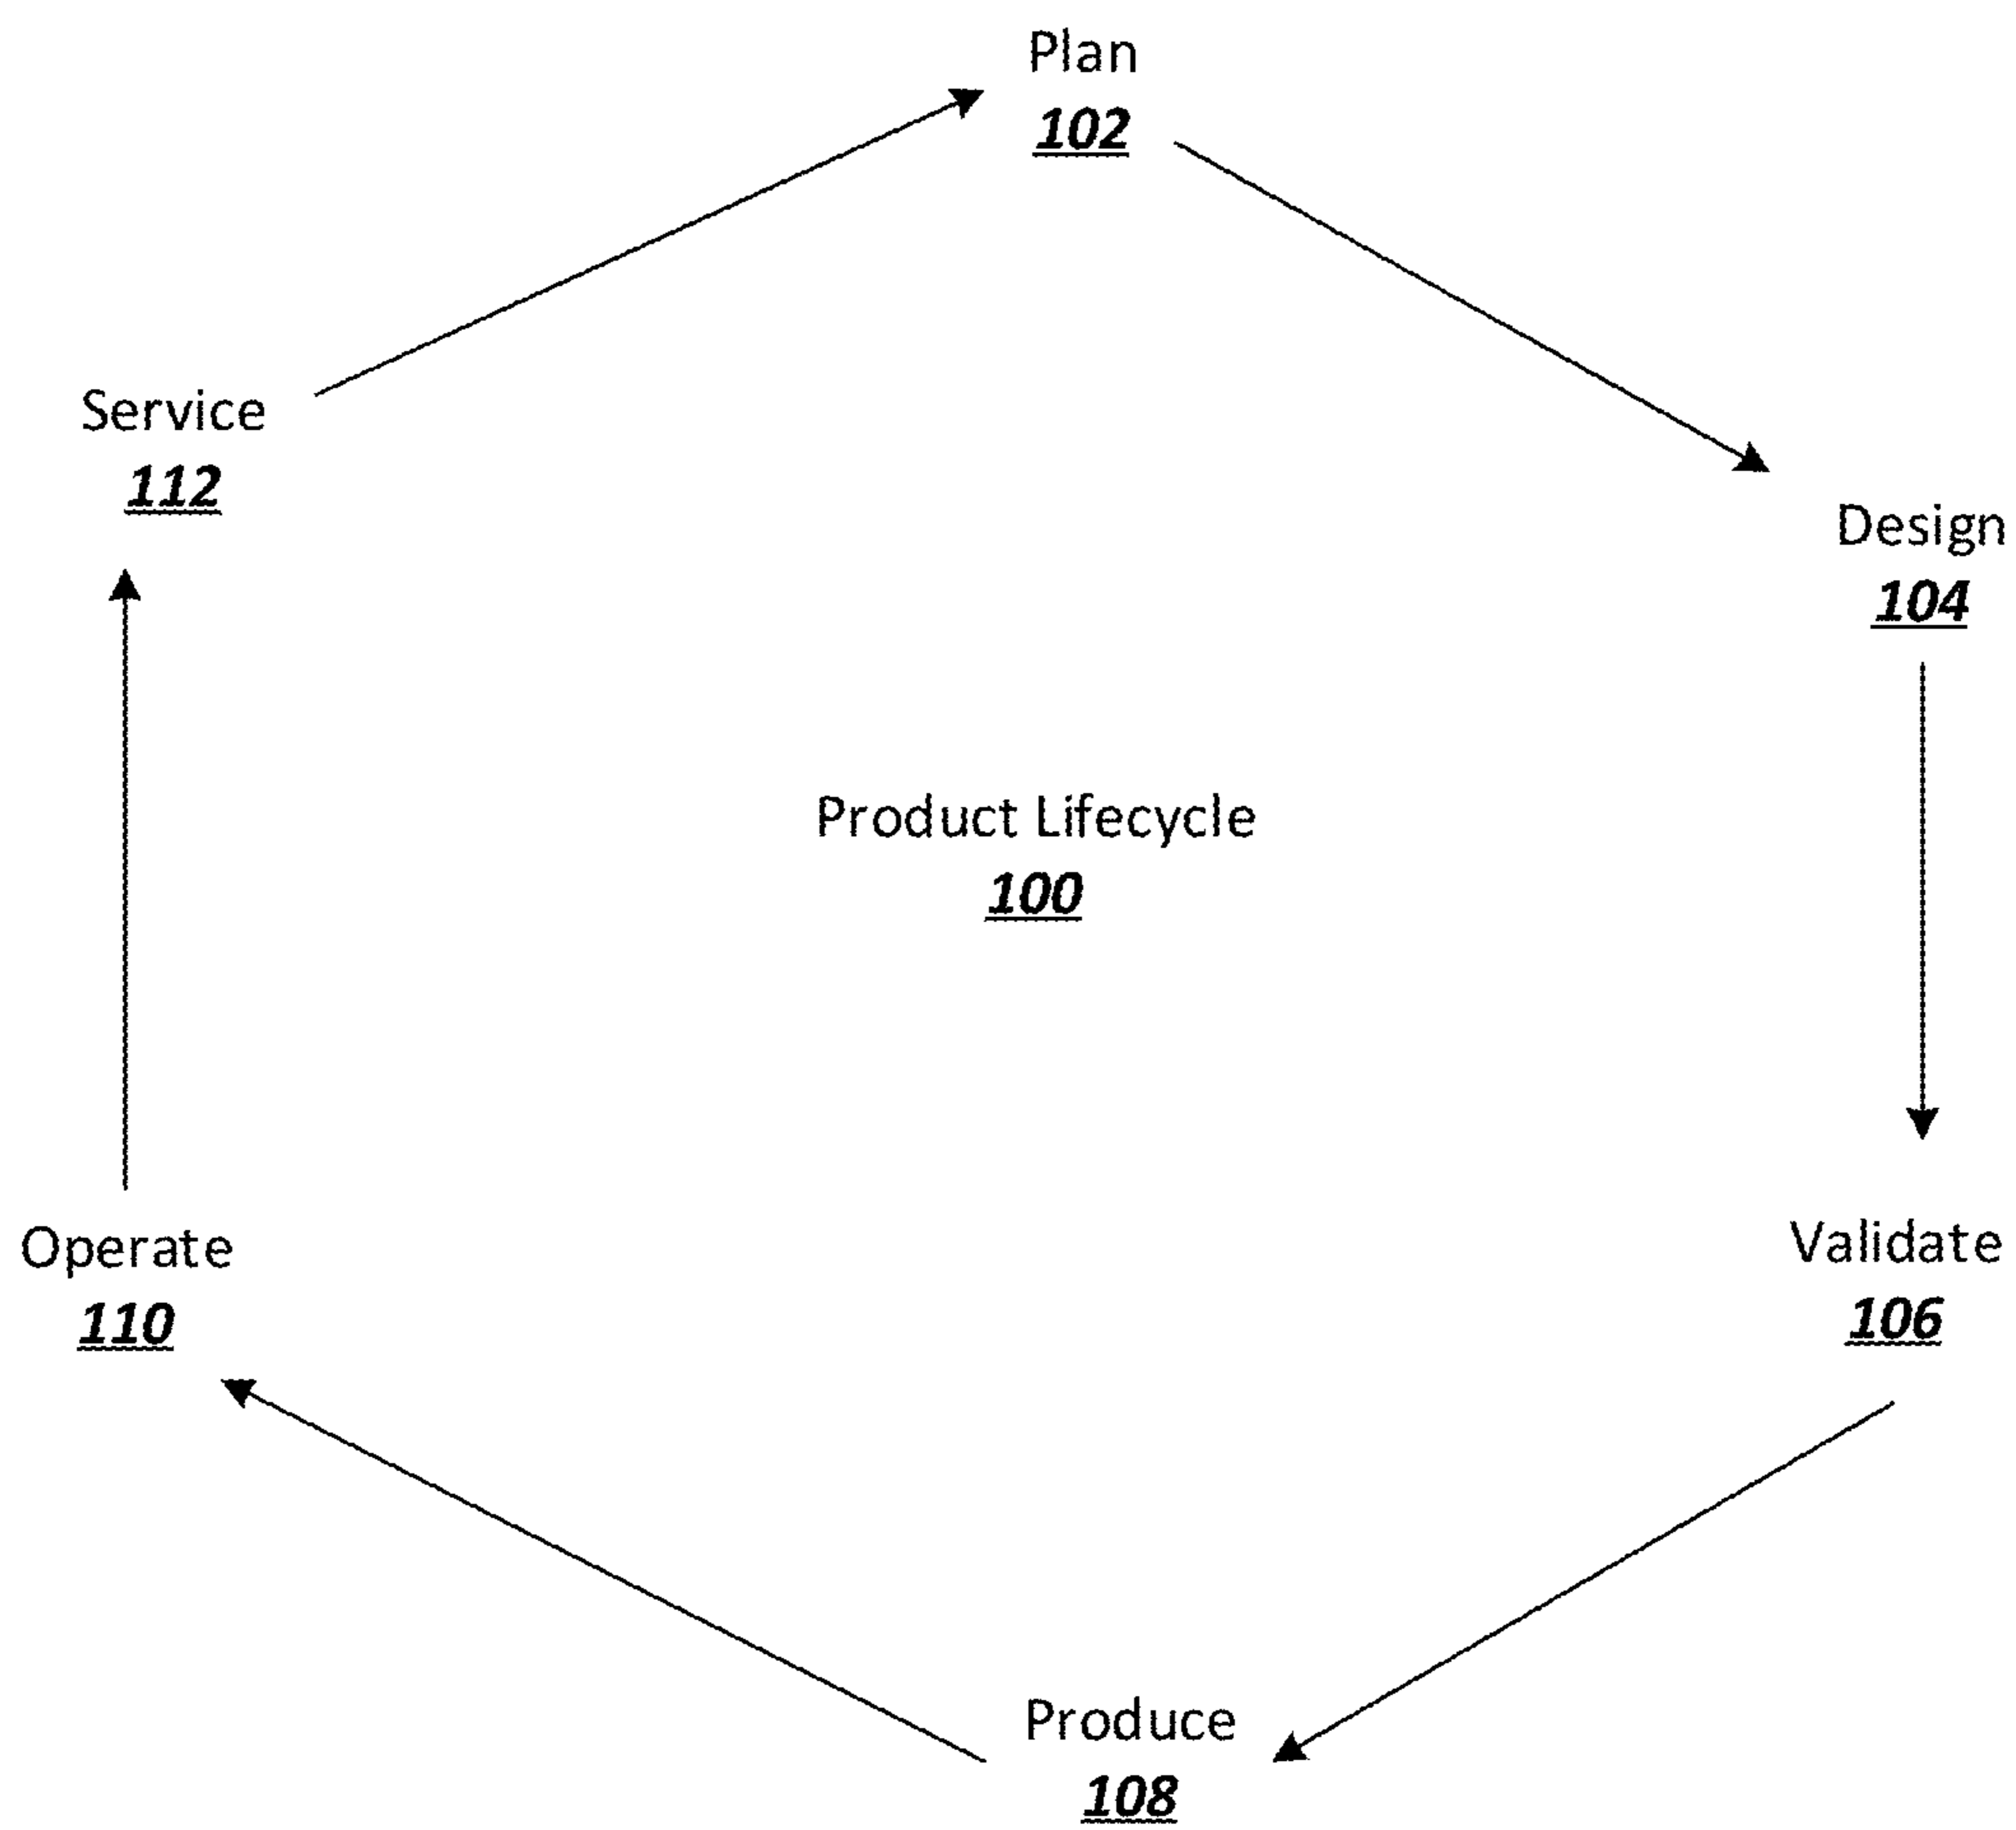 Plan
102
Service
112
Design
104
Product Lifecycle
100
Operate
110
Validate
106
Produce
108